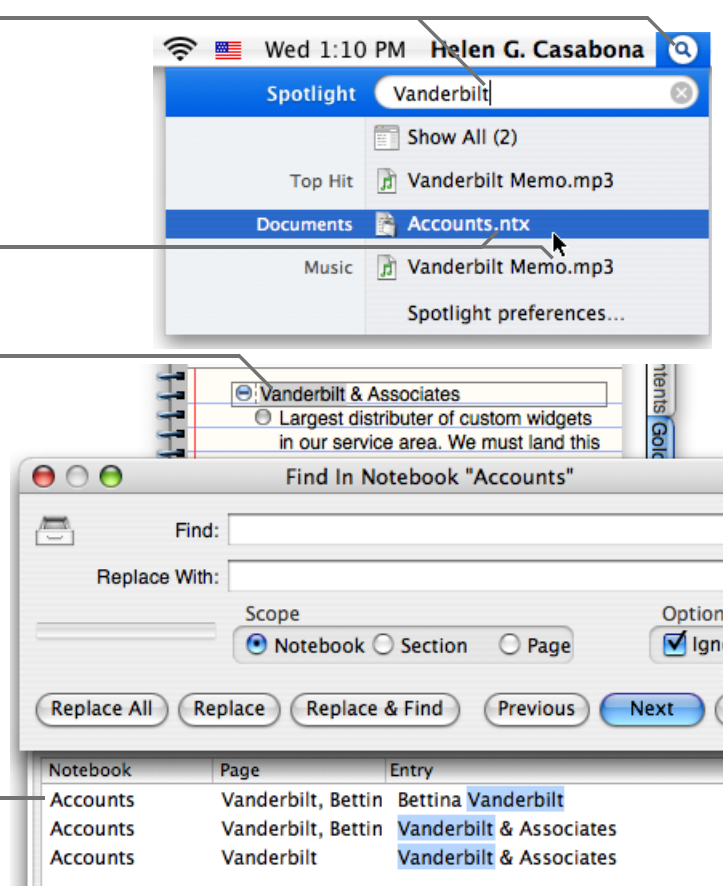 Wed 1:10 PM Helen G. Casabona
Spotlight Vanderbilt
Show All (2)
Top Hit Vanderbilt Memo.mp3
Documents Accounts.ntx
Music Vanderbilt Memo.mp3
Spotlight preferences...
Vanderbilt & Associates
Largest distributer of custom widgets
in our service area. We must land this
Find In Notebook "Accounts"
Find:
Replace With:
Scope Option
Notebook Section Page Ign
Replace All Replace Replace & Find Previous Next
Notebook Page Entry
Accounts Vanderbilt, Bettin Bettina Vanderbilt
Accounts Vanderbilt, Bettin Vanderbilt & Associates
Accounts Vanderbilt Vanderbilt & Associates